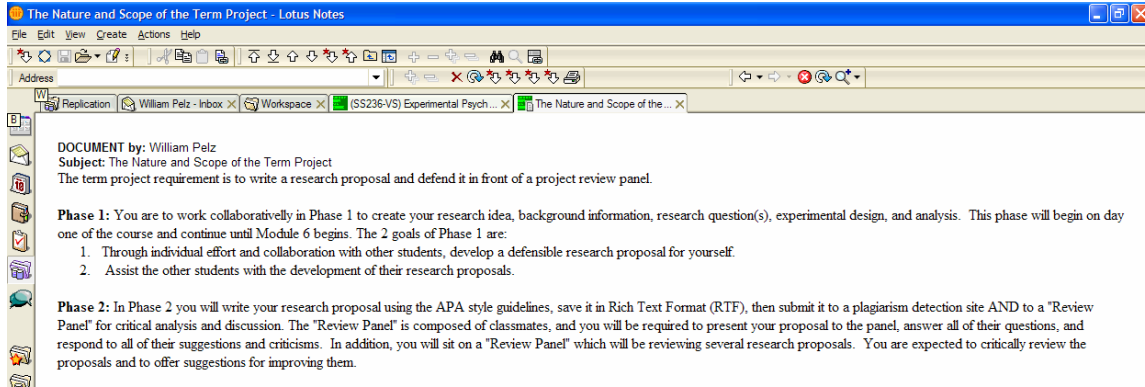 The Nature and Scope of the Term Project - Lotus Notes
File Edit View Create Actions Help
Address
W Replication William Pelz - Inbox Workspace (SS236-VS) Experimental Psych ... The Nature and Scope of the ...
B
DOCUMENT by: William Pelz
Subject: The Nature and Scope of the Term Project
The term project requirement is to write a research proposal and defend it in front of a project review panel.
Phase 1: You are to work collaborativelly in Phase 1 to create your research idea, background information, research question(s), experimental design, and analysis. This phase will begin on day
one of the course and continue until Module 6 begins. The 2 goals of Phase 1 are:
1. Through individual effort and collaboration with other students, develop a defensible research proposal for yourself.
2. Assist the other students with the development of their research proposals.
Phase 2: In Phase 2 you will write your research proposal using the APA style guidelines, save it in Rich Text Format (RTF), then submit it to a plagiarism detection site AND to a "Review
Panel" for critical analysis and discussion. The "Review Panel" is composed of classmates, and you will be required to present your proposal to the panel, answer all of their questions, and
respond to all of their suggestions and criticisms. In addition, you will sit on a "Review Panel" which will be reviewing several research proposals. You are expected to critically review the
proposals and to offer suggestions for improving them.
18